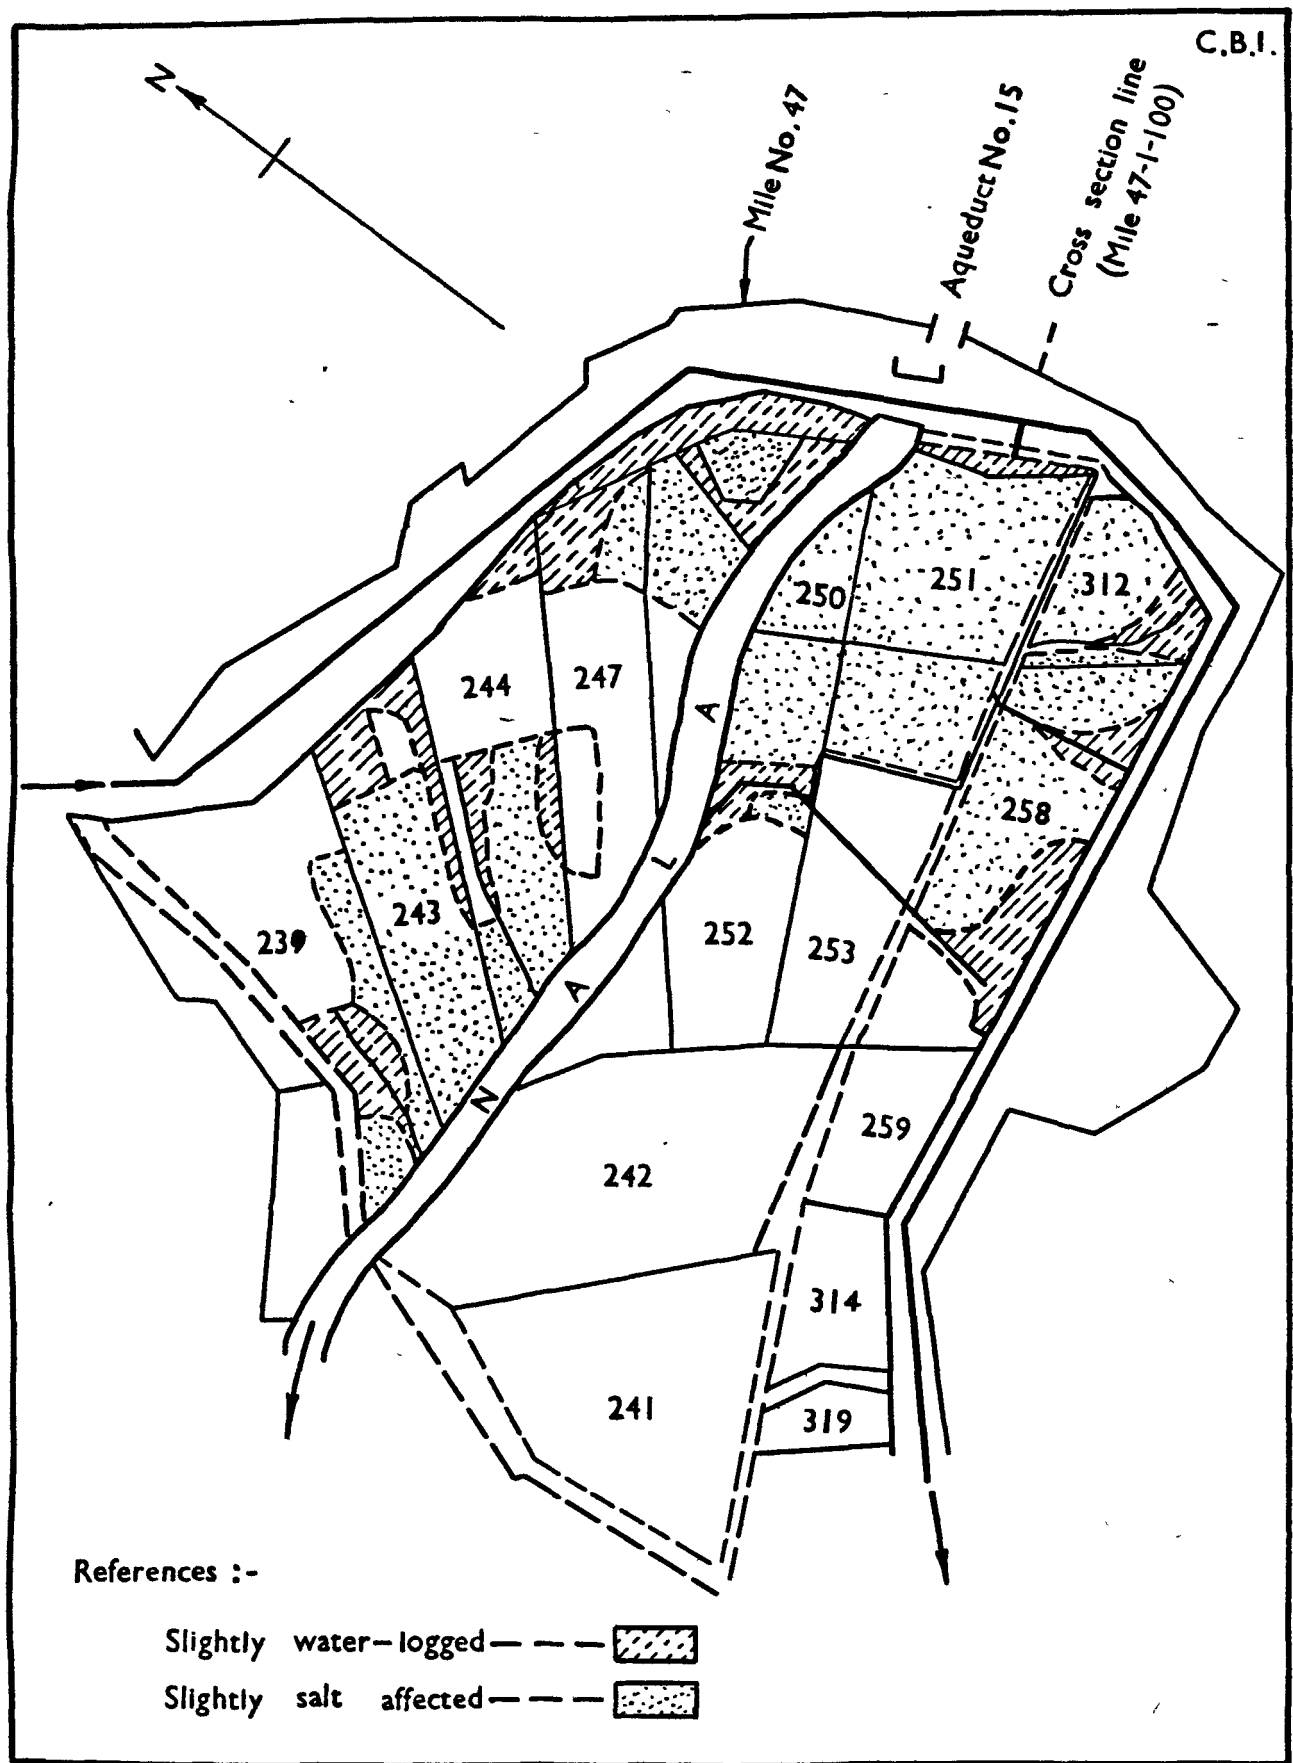 C.B.I.
N
Mile No. 47
Aqueduct No. 15
Cross section line
(Mile 47-1-100)
250
251
312
244
247
258
243
239
252
253
NALA
259
242
314
241
319
References :-
Slightly water-logged
Slightly salt affected